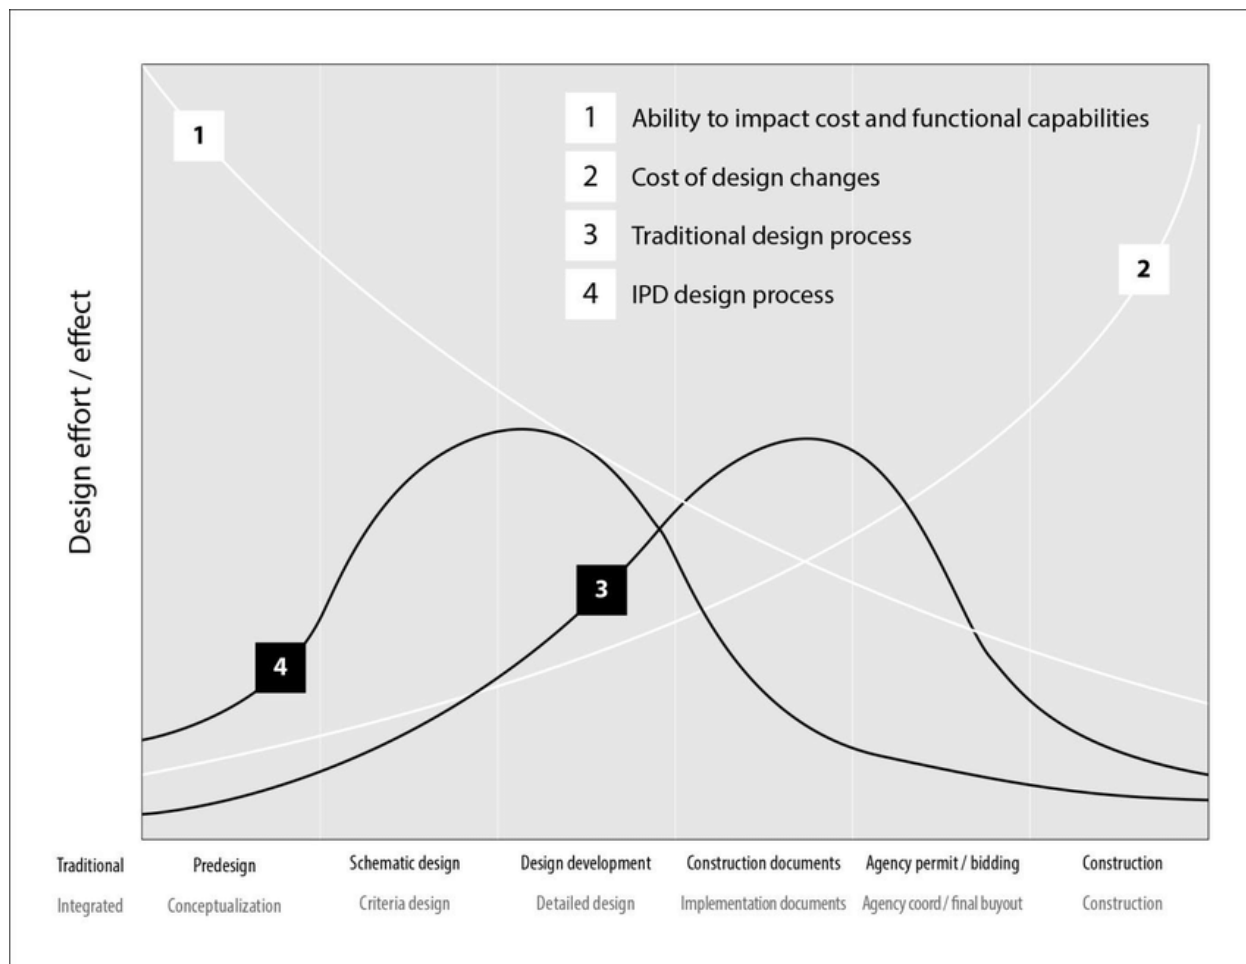 1 Ability to impact cost and functional capabilities
2 Cost of design changes
3 Traditional design process
4 IPD design process
1
2
3
4
Design effort / effect
Traditional Predesign Schematic design Design development Construction documents Agency permit / bidding Construction
Integrated Conceptualization Criteria design Detailed design Implementation documents Agency coord / final buyout Construction